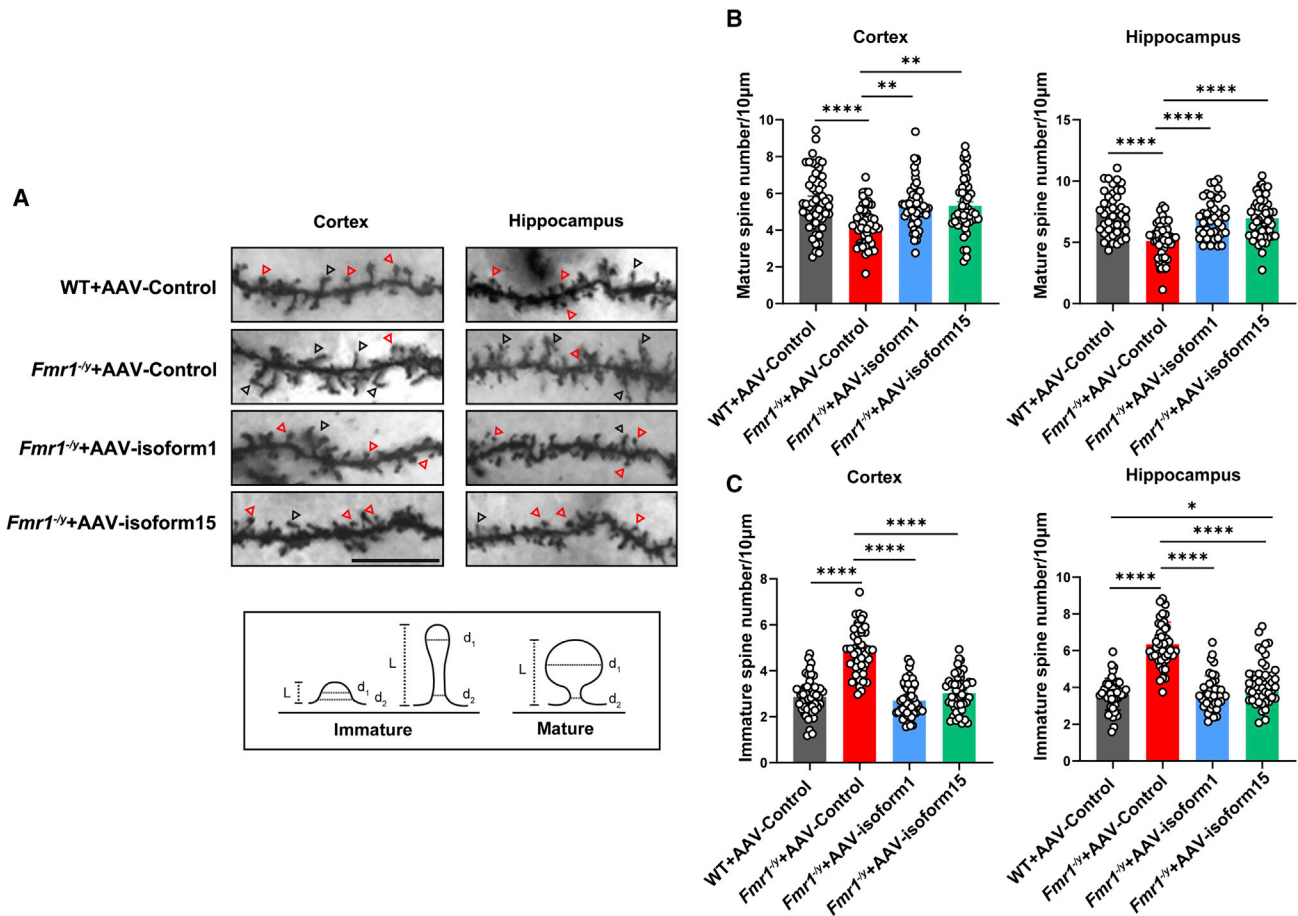 A
Cortex
Hippocampus
WT+AAV-Control
Fmr1-/y+AAV-Control
Fmr1-/y+AAV-isoform1
Fmr1-/y+AAV-isoform15
L
d1
d2
L
d1
d2
L
d1
d2
Immature
Mature
B
Cortex
Mature spine number/10μm
10
8
6
4
2
0
****
**
**
WT+AAV-Control
Fmr1-/y+AAV-Control
Fmr1-/y+AAV-isoform1
Fmr1-/y+AAV-isoform15
Hippocampus
Mature spine number/10μm
15
10
5
0
****
****
****
WT+AAV-Control
Fmr1-/y+AAV-Control
Fmr1-/y+AAV-isoform1
Fmr1-/y+AAV-isoform15
C
Cortex
Immature spine number/10μm
8
6
4
2
0
****
****
****
WT+AAV-Control
Fmr1-/y+AAV-Control
Fmr1-/y+AAV-isoform1
Fmr1-/y+AAV-isoform15
Hippocampus
Immature spine number/10μm
10
8
6
4
2
0
*
****
****
****
WT+AAV-Control
Fmr1-/y+AAV-Control
Fmr1-/y+AAV-isoform1
Fmr1-/y+AAV-isoform15